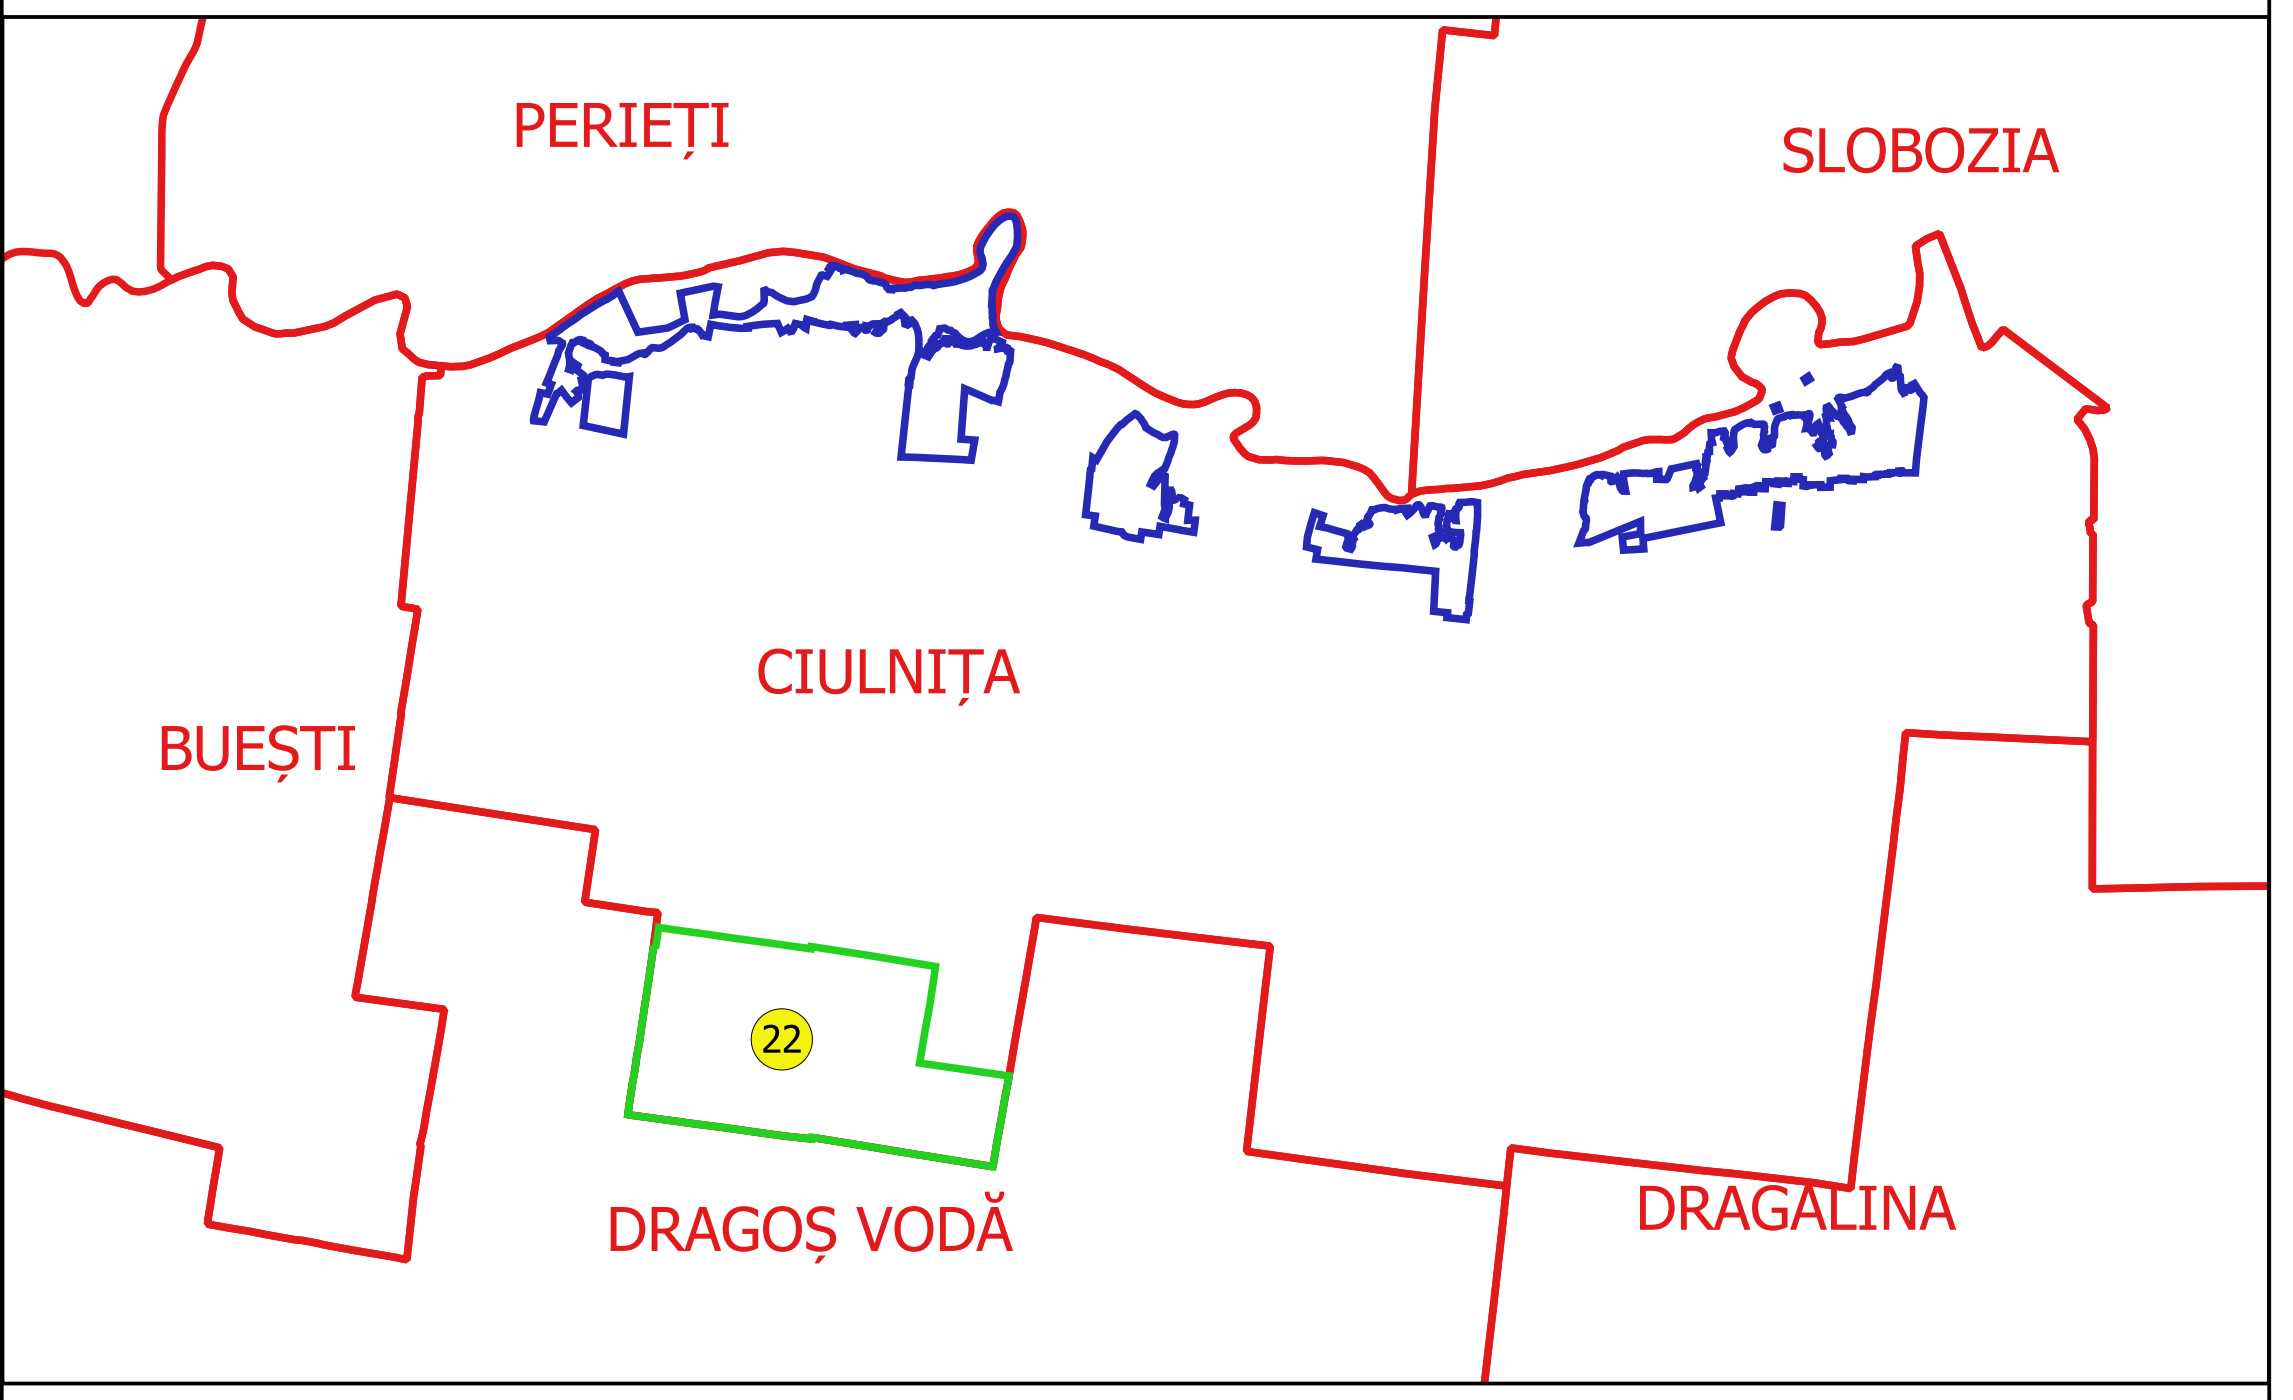 PERIEȚI
SLOBOZIA
CIULNIȚA
BUEȘTI
22
DRAGOȘ VODĂ
DRAGALINA